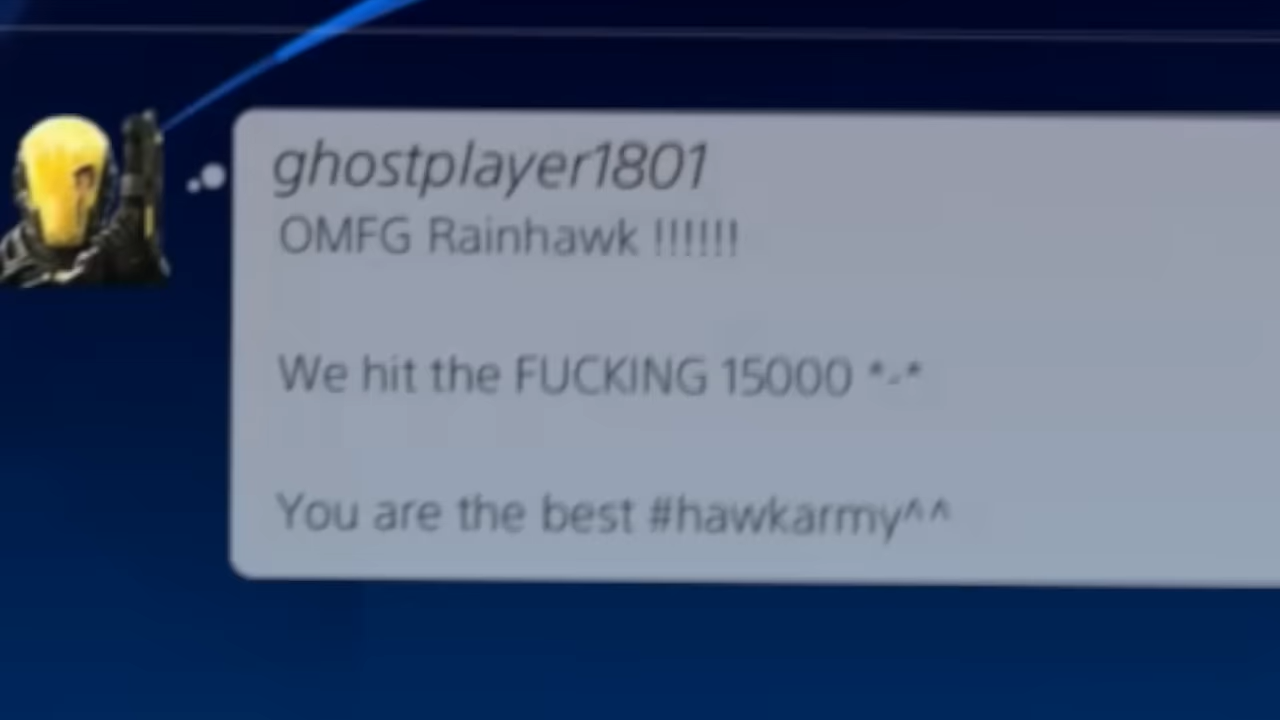 ghostplayer1801
OMFG Rainhawk !!!!!!
We hit the FUCKING 15000 *-*
You are the best #hawkarmy^^